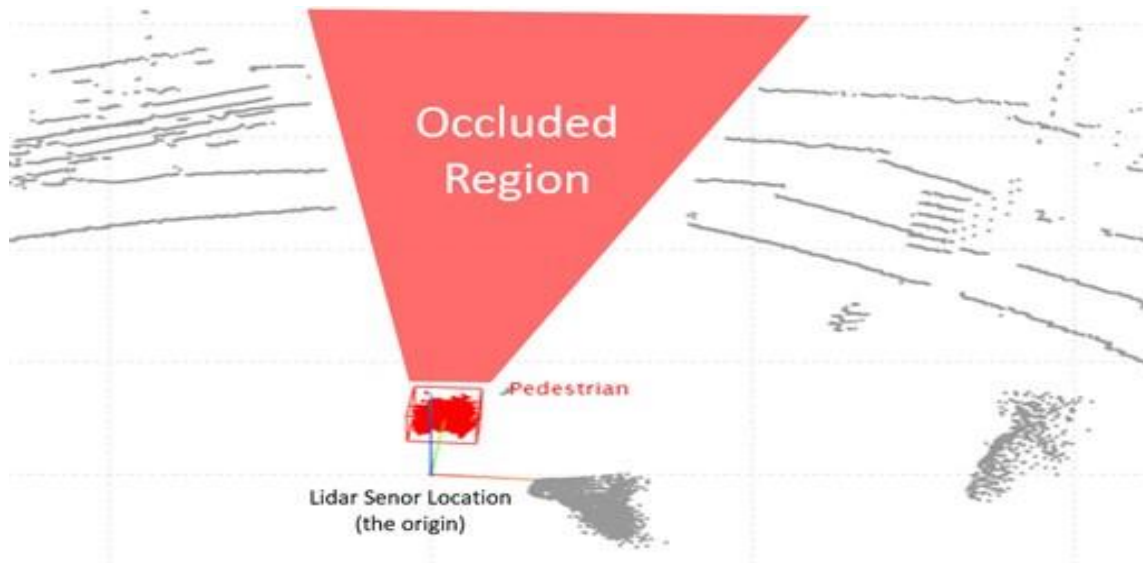 Occluded
Region
Pedestrian
Lidar Senor Location
(the origin)